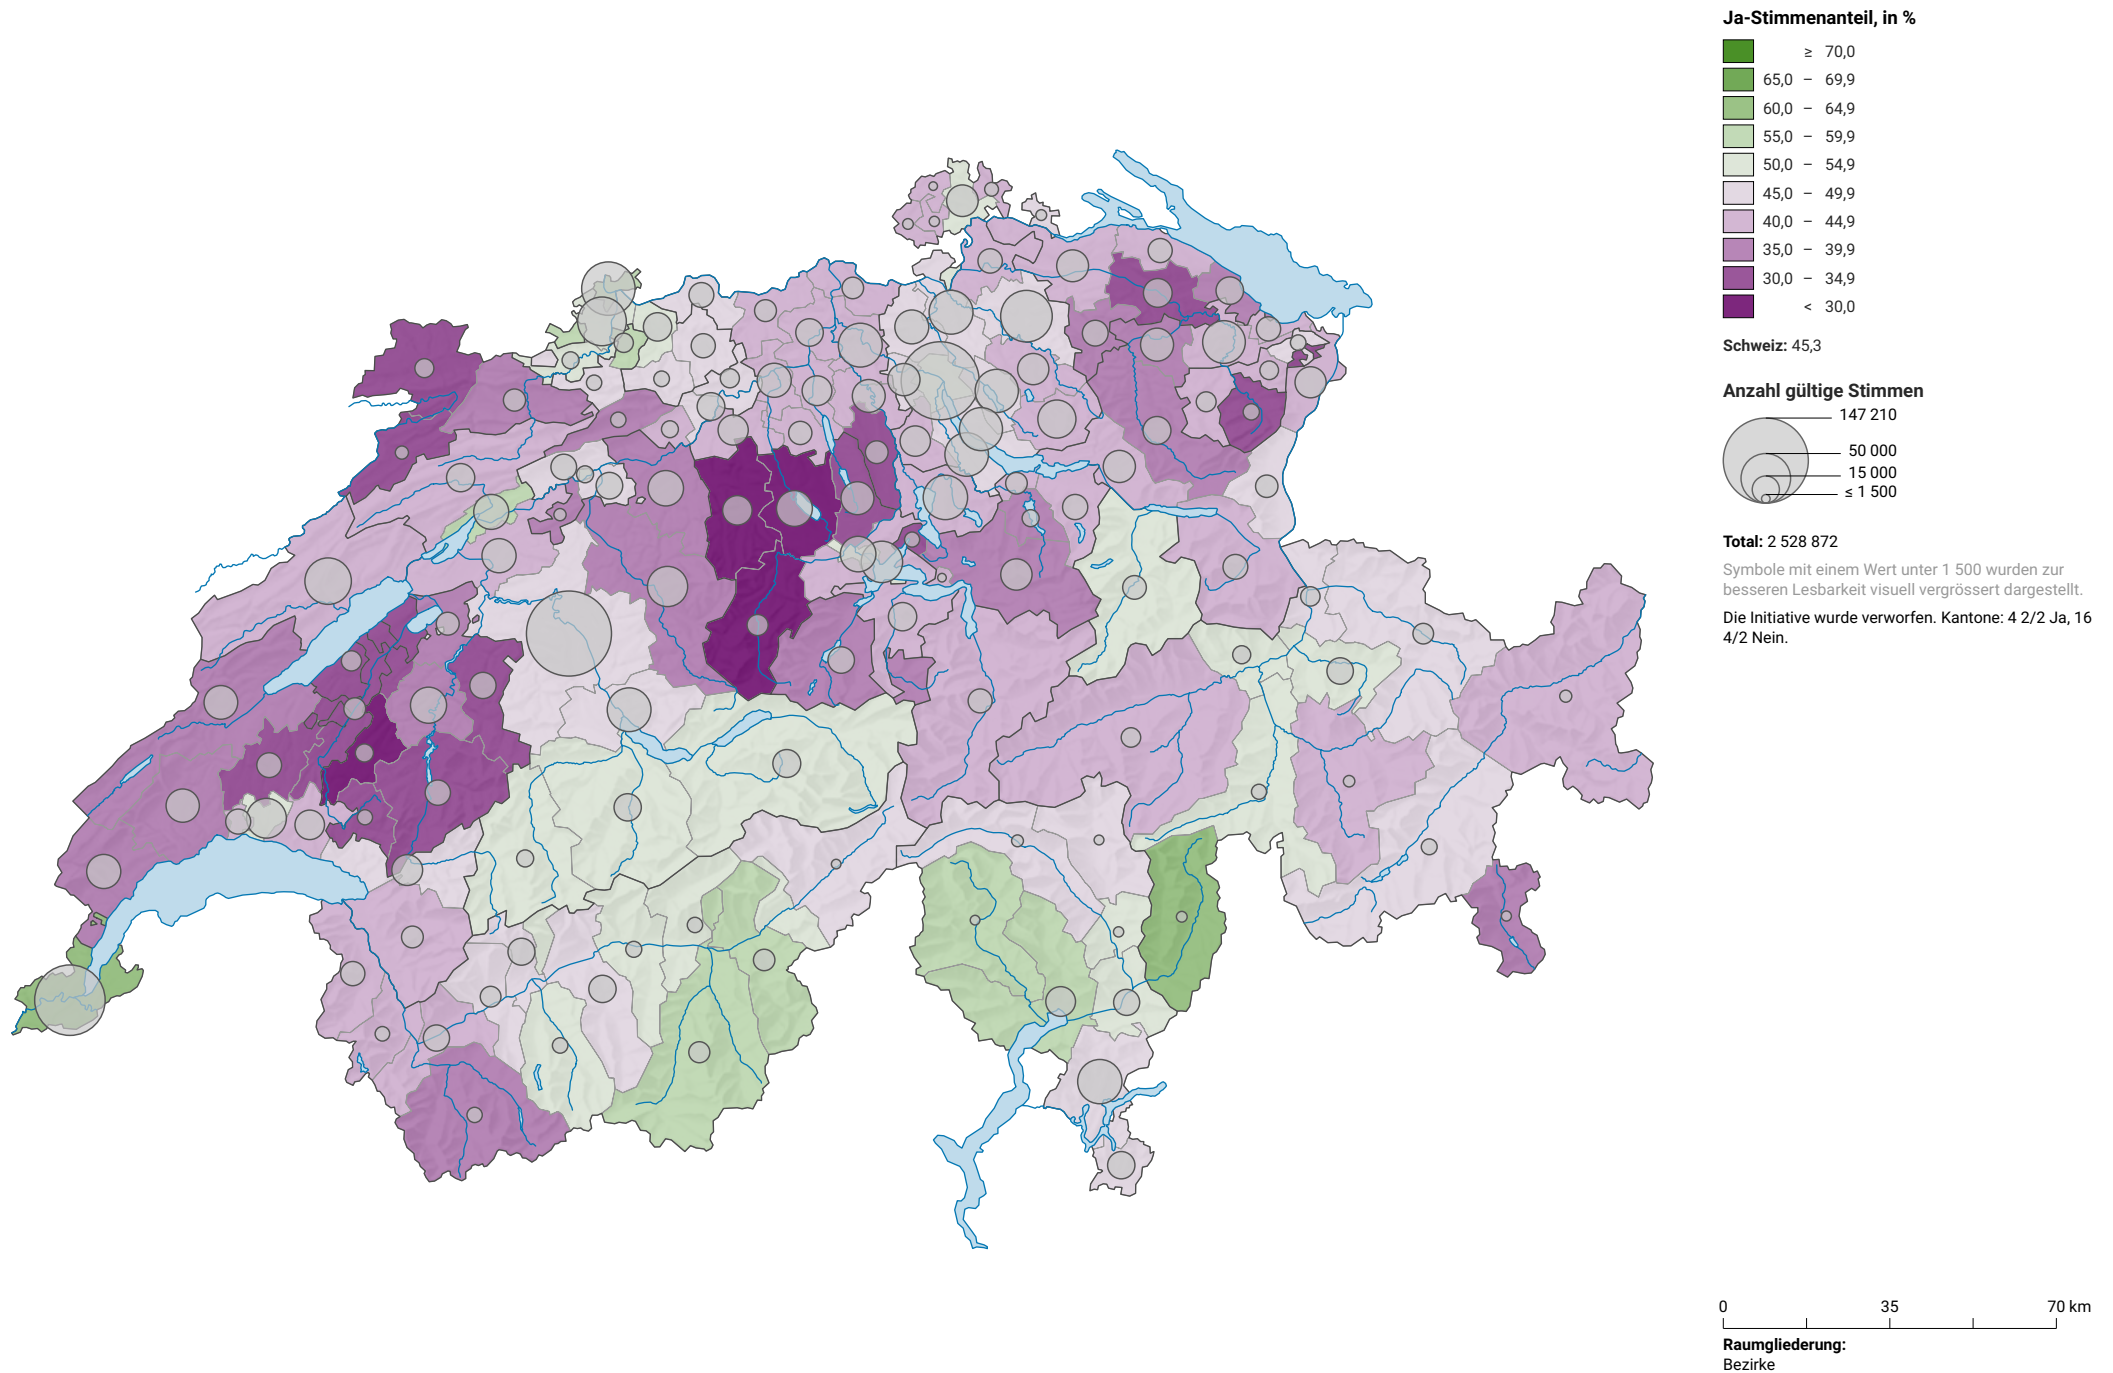 Ja-Stimmenanteil, in %
≥ 70,0
65,0 – 69,9
60,0 – 64,9
55,0 – 59,9
50,0 – 54,9
45,0 – 49,9
40,0 – 44,9
35,0 – 39,9
30,0 – 34,9
< 30,0
Schweiz: 45,3
Anzahl gültige Stimmen
147 210
50 000
15 000
≤ 1 500
Total: 2 528 872
Symbole mit einem Wert unter 1 500 wurden zur
besseren Lesbarkeit visuell vergrössert dargestellt.
Die Initiative wurde verworfen. Kantone: 4 2/2 Ja, 16
4/2 Nein.
0 35 70 km
Raumgliederung:
Bezirke